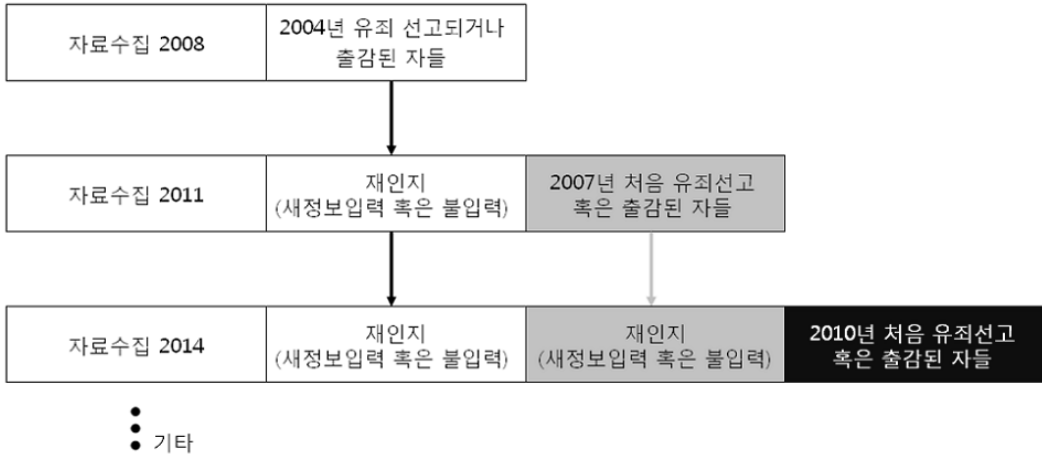 자료수집 2008
2004년 유죄 선고되거나
출감된 자들
자료수집 2011
재인지
(새정보입력 혹은 불입력)
2007년 처음 유죄선고
혹은 출감된 자들
자료수집 2014
재인지
(새정보입력 혹은 불입력)
재인지
(새정보입력 혹은 불입력)
2010년 처음 유죄선고
혹은 출감된 자들
기타